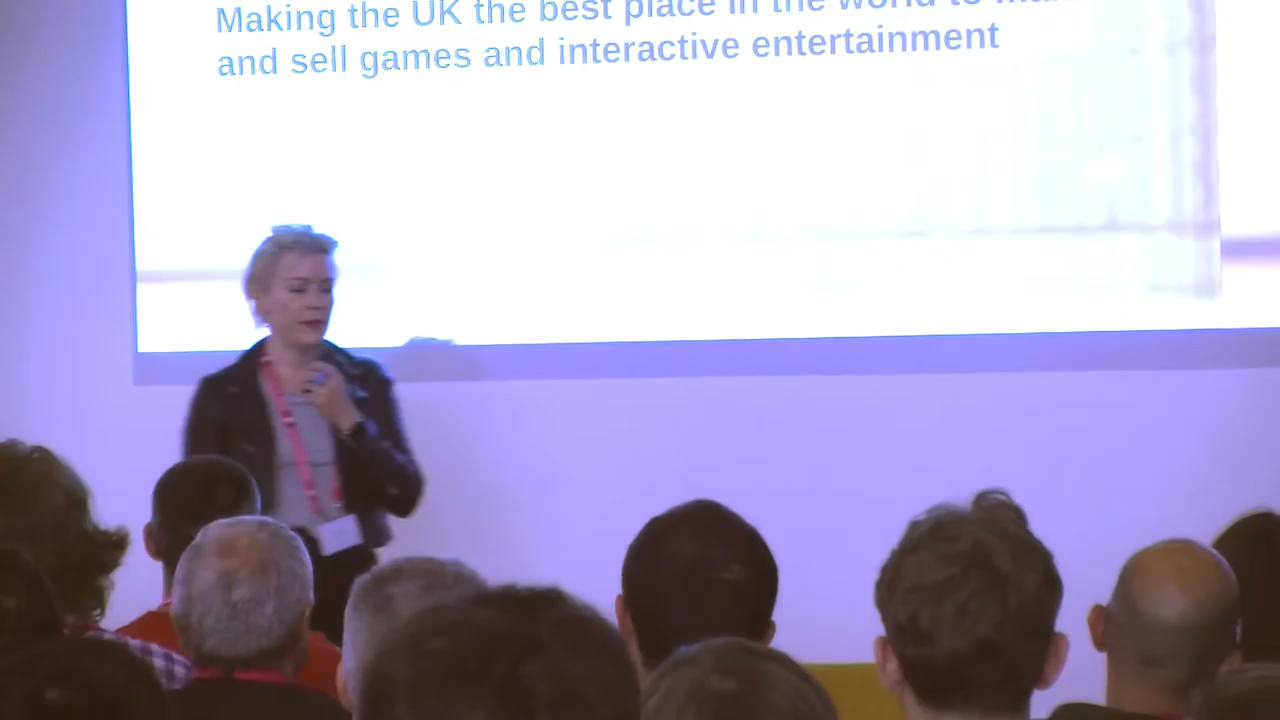 Making the UK the best place in the world to
and sell games and interactive entertainment